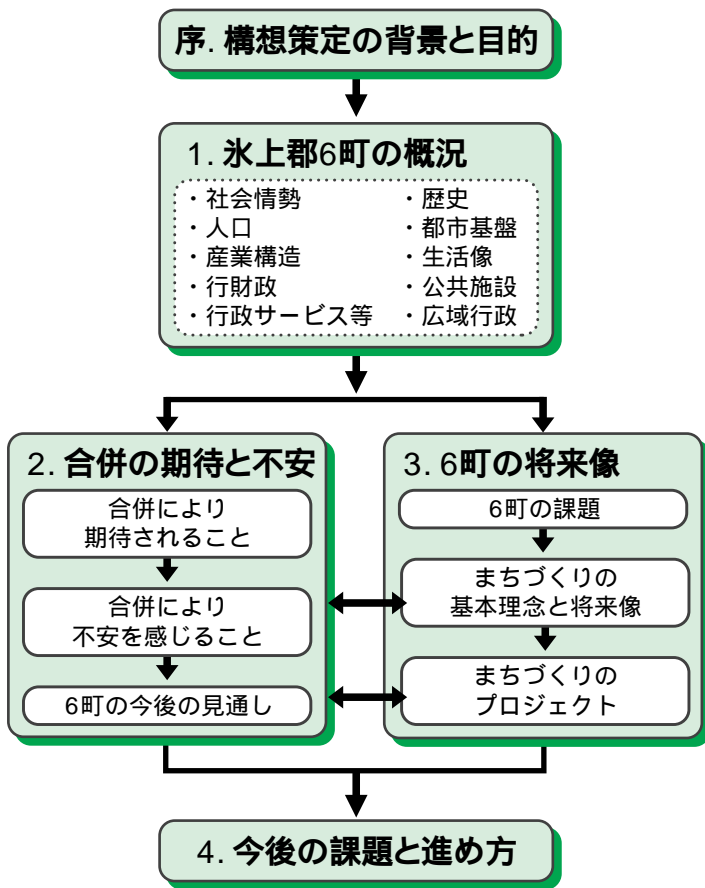 序. 構想策定の背景と目的
1. 氷上郡6町の概況
・社会情勢
・人口
・産業構造
・行財政
・行政サービス等
・歴史
・都市基盤
・生活像
・公共施設
・広域行政
2. 合併の期待と不安
合併により
期待されること
合併により
不安を感じること
6町の今後の見通し
3. 6町の将来像
6町の課題
まちづくりの
基本理念と将来像
まちづくりの
プロジェクト
4. 今後の課題と進め方